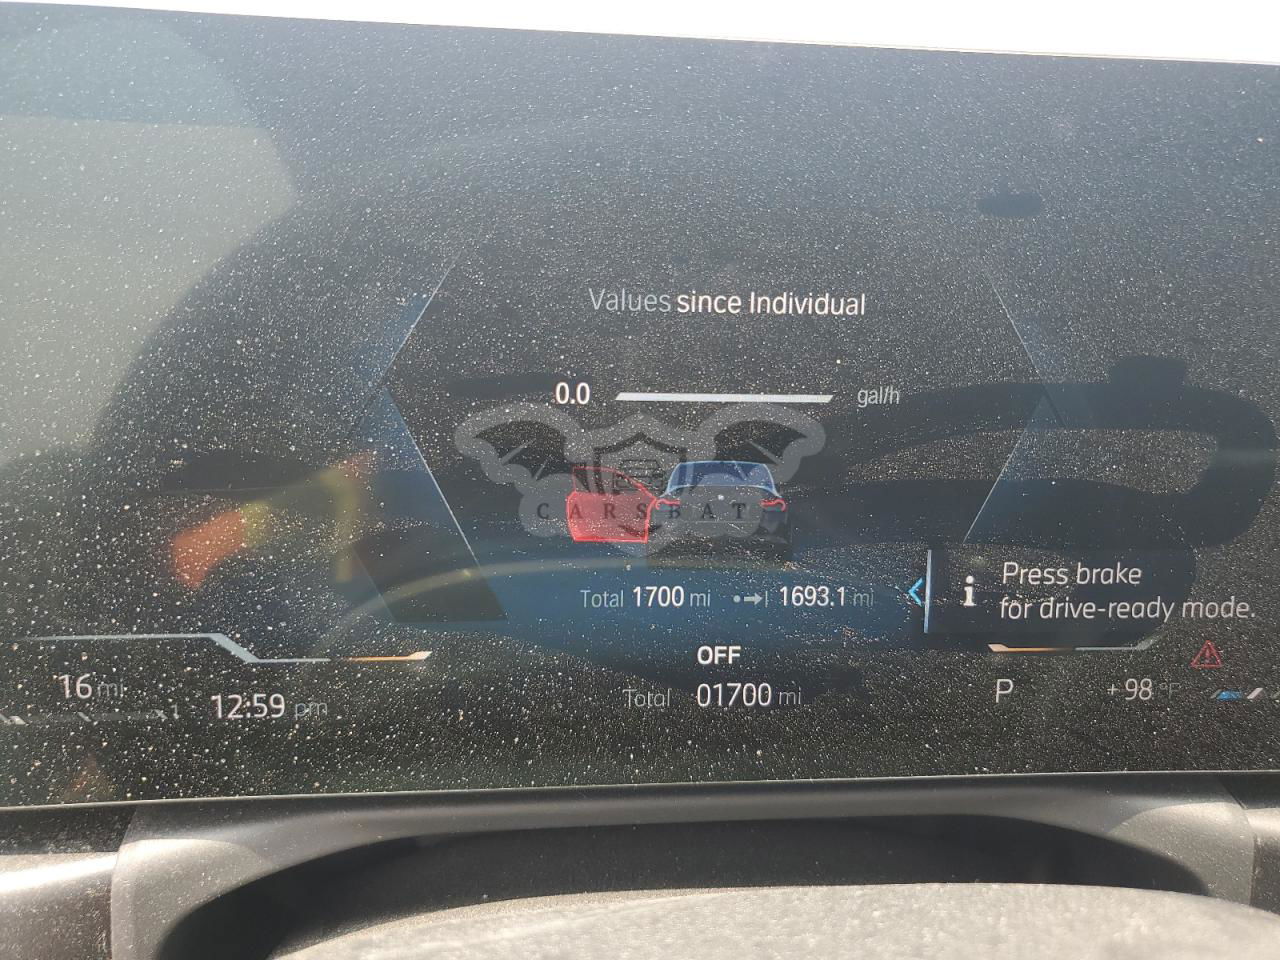 Values since Individual
0.0 gal/h
CARSBAT
Total 1700 mi 1693.1 mi
i Press brake
for drive-ready mode.
OFF
16 mi 12:59 pm Total 01700 mi P +98 °F